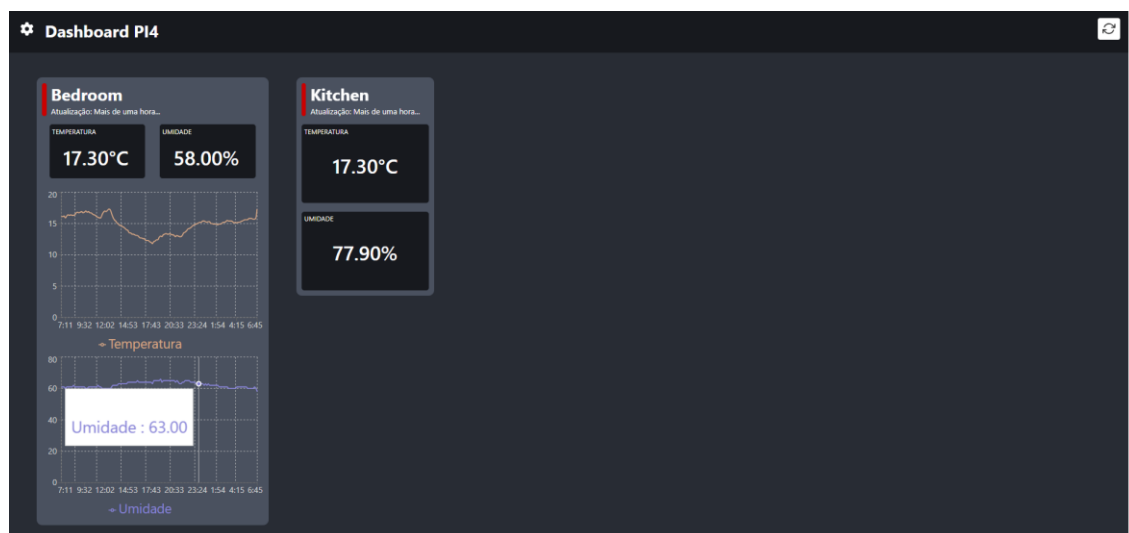 Dashboard PI4
Bedroom
Atualização: Mais de uma hora...
TEMPERATURA
17.30°C
UMIDADE
58.00%
20
15
10
5
0
7:11 9:32 12:02 14:53 17:43 20:33 23:24 1:54 4:15 6:45
Temperatura
80
60
40
20
0
Umidade : 63.00
7:11 9:32 12:02 14:53 17:43 20:33 23:24 1:54 4:15 6:45
Umidade
Kitchen
Atualização: Mais de uma hora...
TEMPERATURA
17.30°C
UMIDADE
77.90%